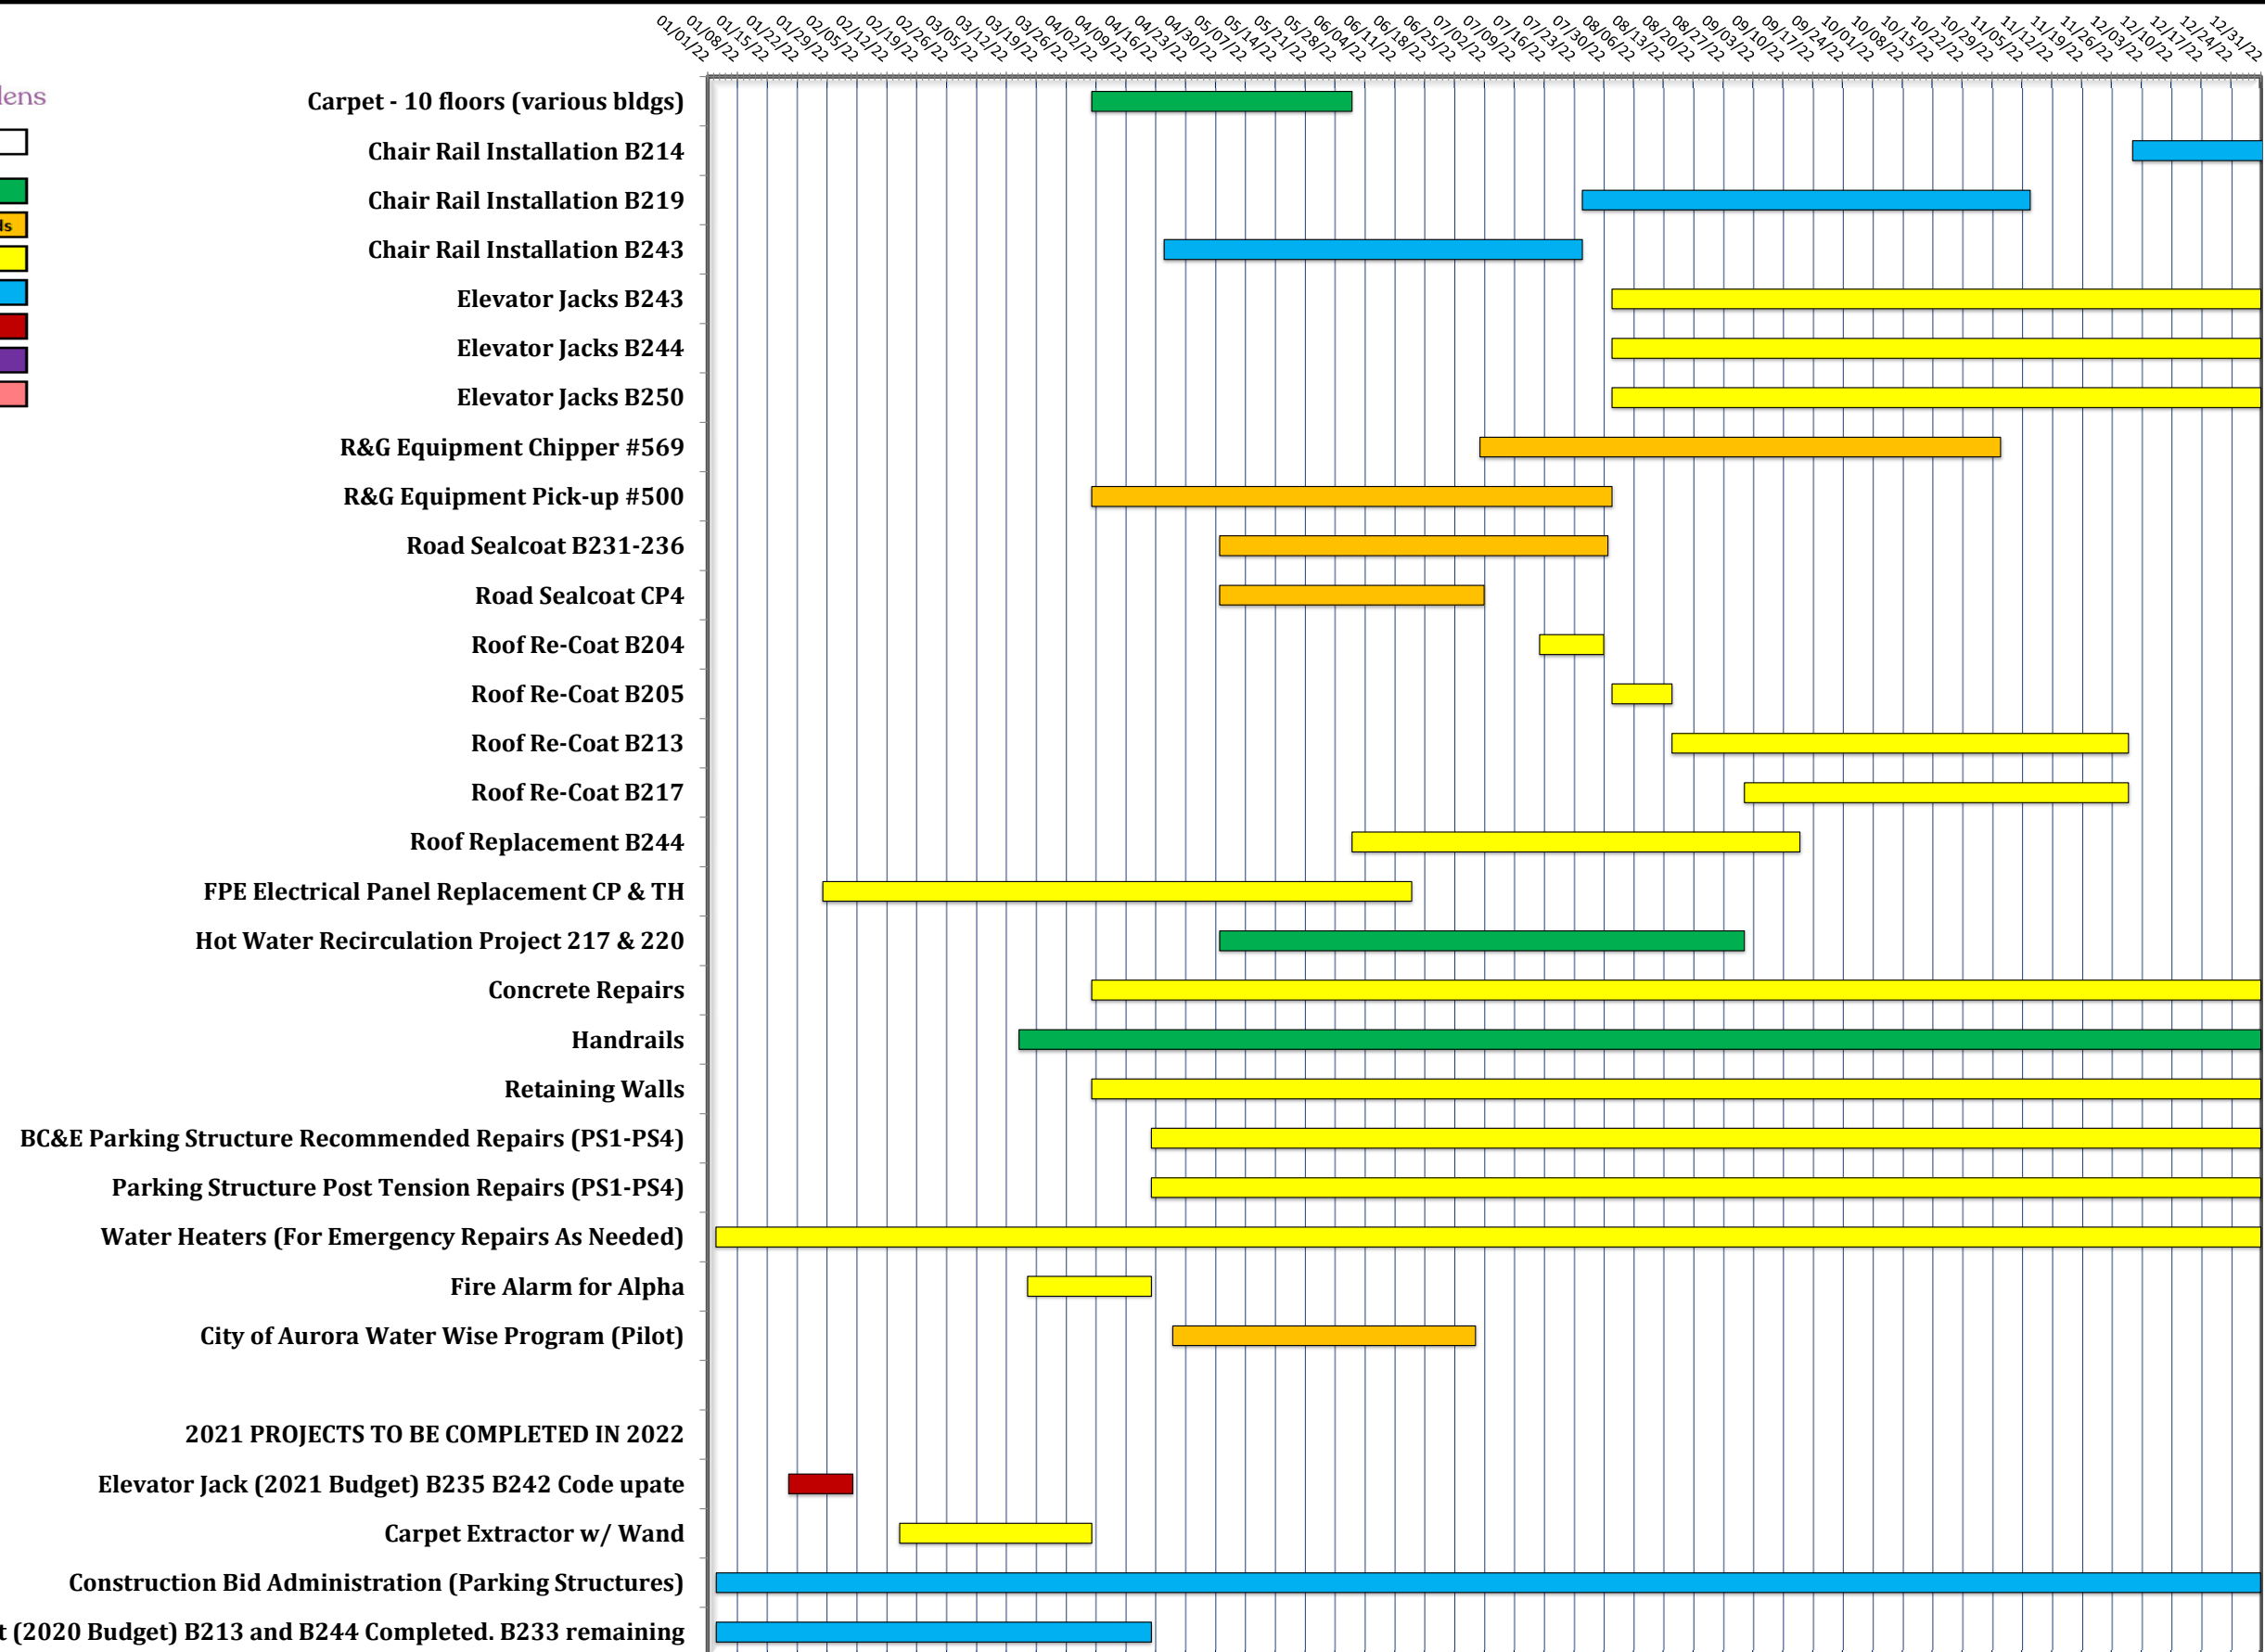 01/01/22
01/08/22
01/15/22
01/22/22
01/29/22
02/05/22
02/12/22
02/19/22
02/26/22
03/05/22
03/12/22
03/19/22
03/26/22
04/02/22
04/09/22
04/16/22
04/23/22
04/30/22
05/07/22
05/14/22
05/21/22
05/28/22
06/04/22
06/11/22
06/18/22
06/25/22
07/02/22
07/09/22
07/16/22
07/23/22
07/30/22
08/06/22
08/13/22
08/20/22
08/27/22
09/03/22
09/10/22
09/17/22
09/24/22
10/01/22
10/08/22
10/15/22
10/22/22
10/29/22
11/05/22
11/12/22
11/19/22
11/26/22
12/03/22
12/10/22
12/17/22
12/24/22
12/31/22
lens
ls
Carpet - 10 floors (various bldgs)
Chair Rail Installation B214
Chair Rail Installation B219
Chair Rail Installation B243
Elevator Jacks B243
Elevator Jacks B244
Elevator Jacks B250
R&G Equipment Chipper #569
R&G Equipment Pick-up #500
Road Sealcoat B231-236
Road Sealcoat CP4
Roof Re-Coat B204
Roof Re-Coat B205
Roof Re-Coat B213
Roof Re-Coat B217
Roof Replacement B244
FPE Electrical Panel Replacement CP & TH
Hot Water Recirculation Project 217 & 220
Concrete Repairs
Handrails
Retaining Walls
BC&E Parking Structure Recommended Repairs (PS1-PS4)
Parking Structure Post Tension Repairs (PS1-PS4)
Water Heaters (For Emergency Repairs As Needed)
Fire Alarm for Alpha
City of Aurora Water Wise Program (Pilot)
2021 PROJECTS TO BE COMPLETED IN 2022
Elevator Jack (2021 Budget) B235 B242 Code upate
Carpet Extractor w/ Wand
Construction Bid Administration (Parking Structures)
t (2020 Budget) B213 and B244 Completed. B233 remaining